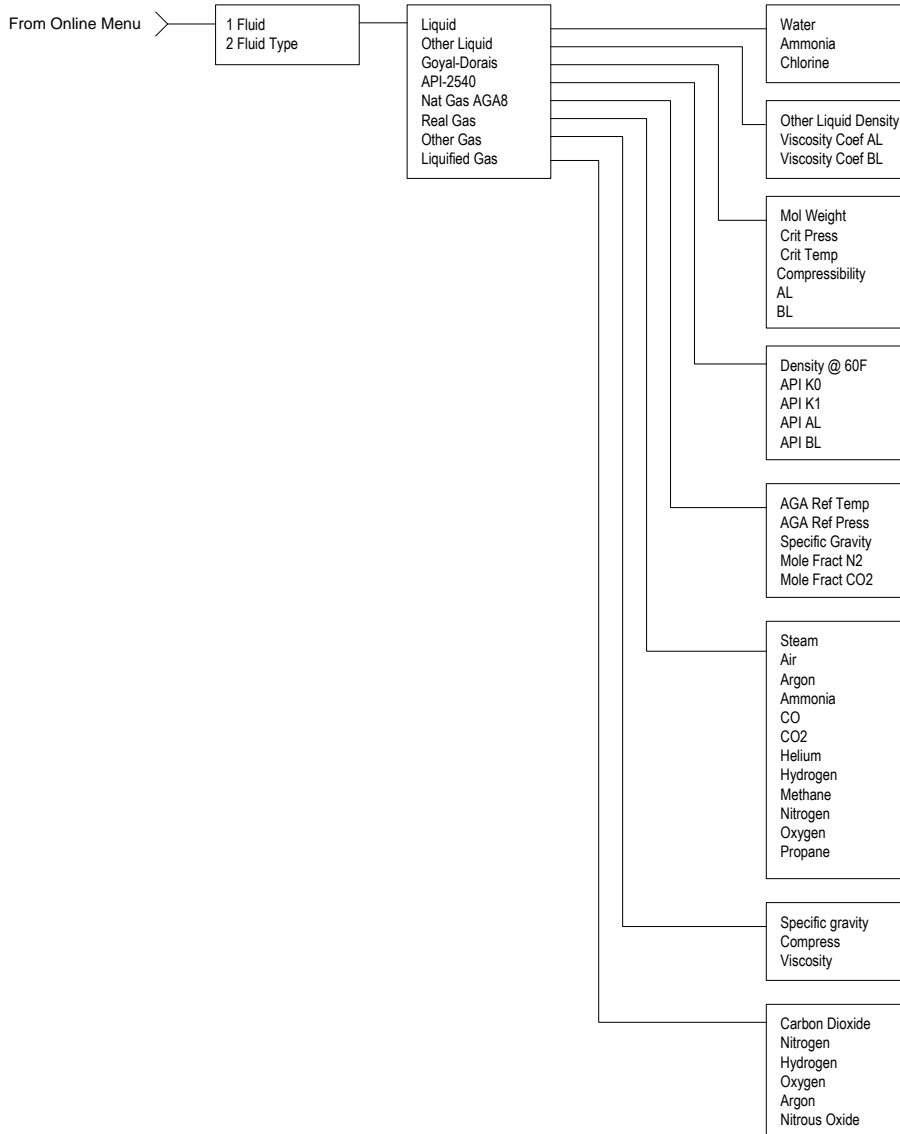 From Online Menu
1 Fluid
2 Fluid Type
Liquid
Other Liquid
Goyal-Dorais
API-2540
Nat Gas AGA8
Real Gas
Other Gas
Liquified Gas
Water
Ammonia
Chlorine
Other Liquid Density
Viscosity Coef AL
Viscosity Coef BL
Mol Weight
Crit Press
Crit Temp
Compressibility
AL
BL
Density @ 60F
API K0
API K1
API AL
API BL
AGA Ref Temp
AGA Ref Press
Specific Gravity
Mole Fract N2
Mole Fract CO2
Steam
Air
Argon
Ammonia
CO
CO2
Helium
Hydrogen
Methane
Nitrogen
Oxygen
Propane
Specific gravity
Compress
Viscosity
Carbon Dioxide
Nitrogen
Hydrogen
Oxygen
Argon
Nitrous Oxide